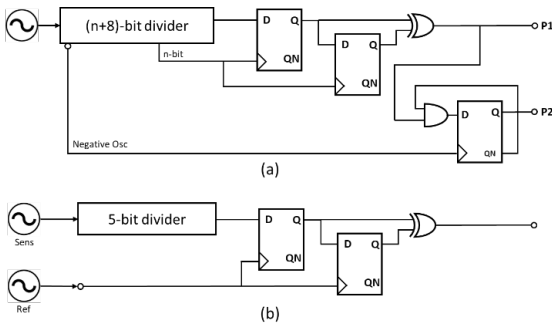 (n+8)-bit divider
D Q
P1
n-bit
QN
D Q
QN
D Q
P2
QN
Negative Osc
(a)
5-bit divider
D Q
Sens
D Q
QN
QN
Ref
(b)